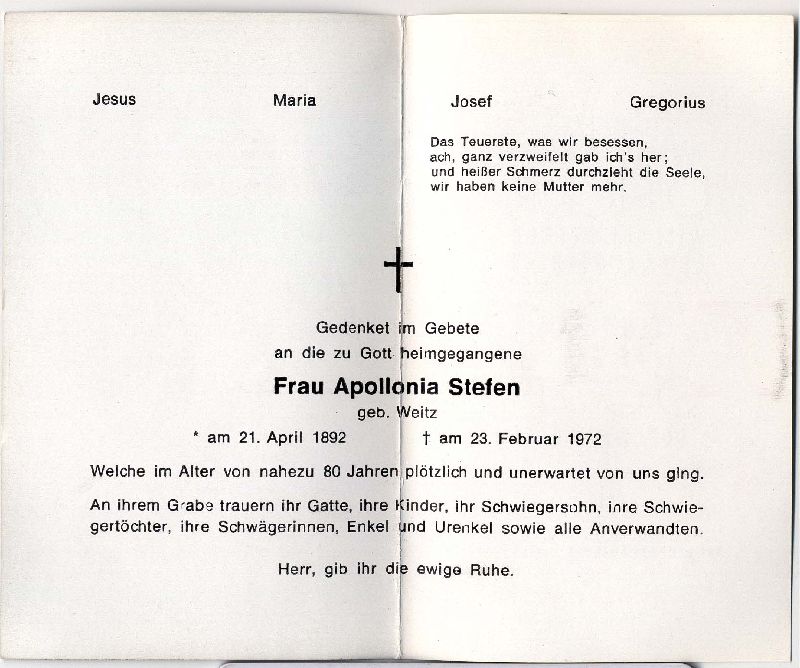 Jesus Maria Josef Gregorius
Das Teuerste, was wir besessen,
ach, ganz verzweifelt gab ich's her;
und heißer Schmerz durchzieht die Seele,
wir haben keine Mutter mehr.
Gedenket im Gebete
an die zu Gott heimgegangene
Frau Apollonia Stefen
geb. Weitz
* am 21. April 1892 † am 23. Februar 1972
Welche im Alter von nahezu 80 Jahren plötzlich und unerwartet von uns ging.
An ihrem Grabe trauern ihr Gatte, ihre Kinder, ihr Schwiegersohn, ihre Schwie-
gertöchter, ihre Schwägerinnen, Enkel und Urenkel sowie alle Anverwandten.
Herr, gib ihr die ewige Ruhe.